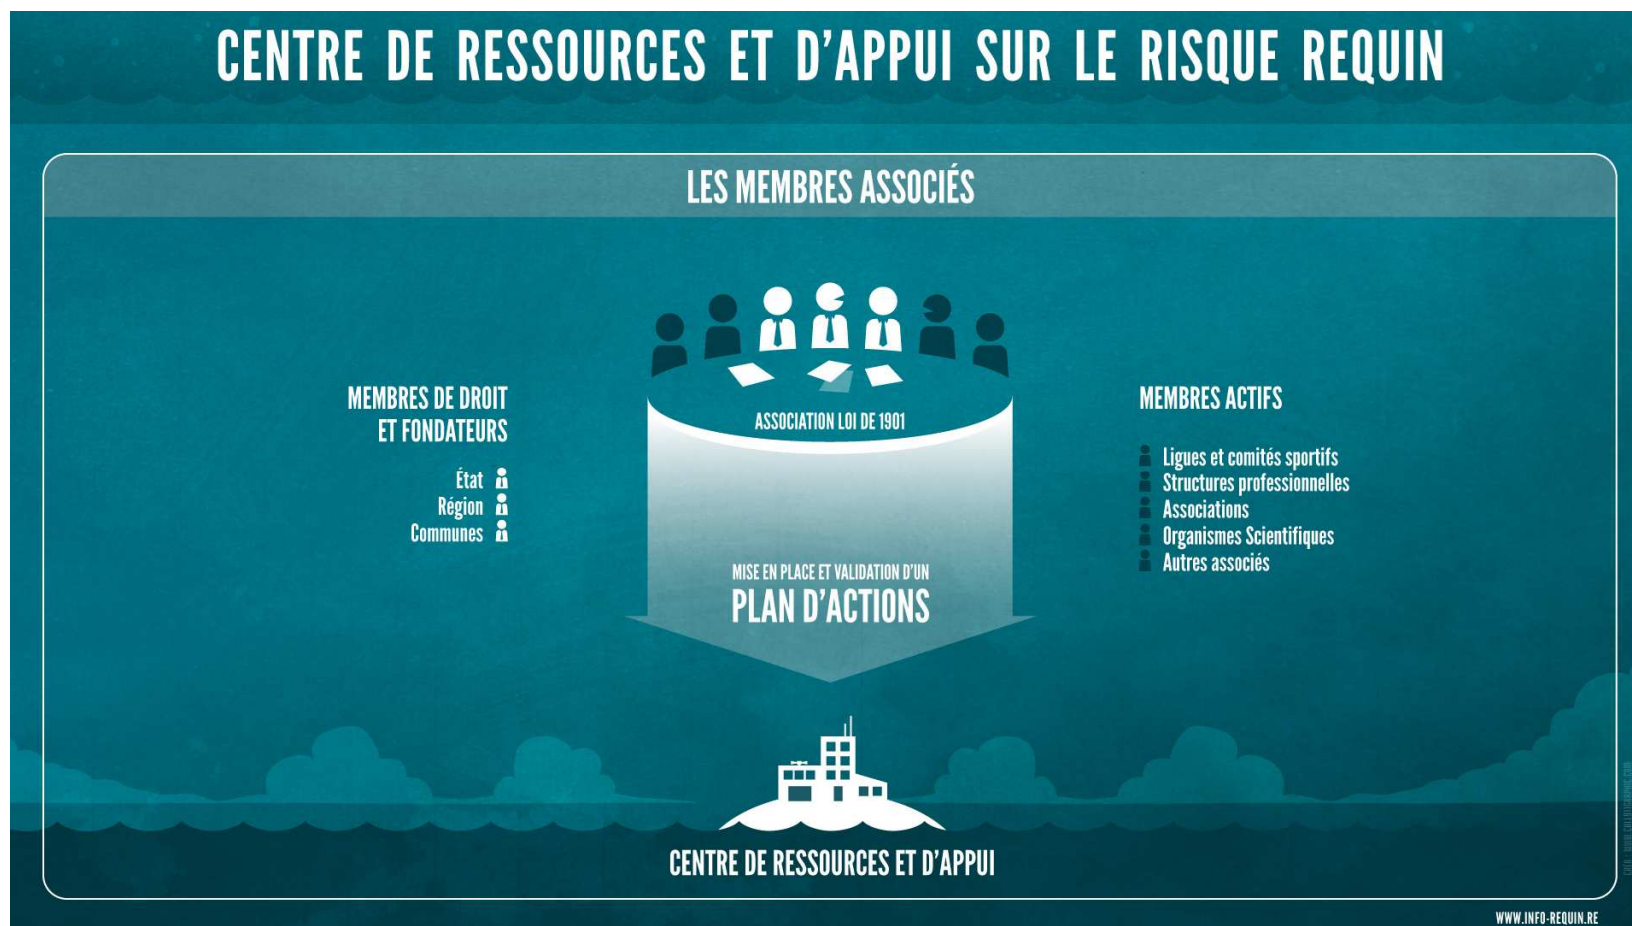 CENTRE DE RESSOURCES ET D'APPUI SUR LE RISQUE REQUIN
LES MEMBRES ASSOCIÉS
ASSOCIATION LOI DE 1901
MEMBRES DE DROIT
ET FONDATEURS
État
Région
Communes
MEMBRES ACTIFS
Ligues et comités sportifs
Structures professionnelles
Associations
Organismes Scientifiques
Autres associés
MISE EN PLACE ET VALIDATION D'UN
PLAN D'ACTIONS
CENTRE DE RESSOURCES ET D'APPUI
WWW.INFO-REQUIN.RE